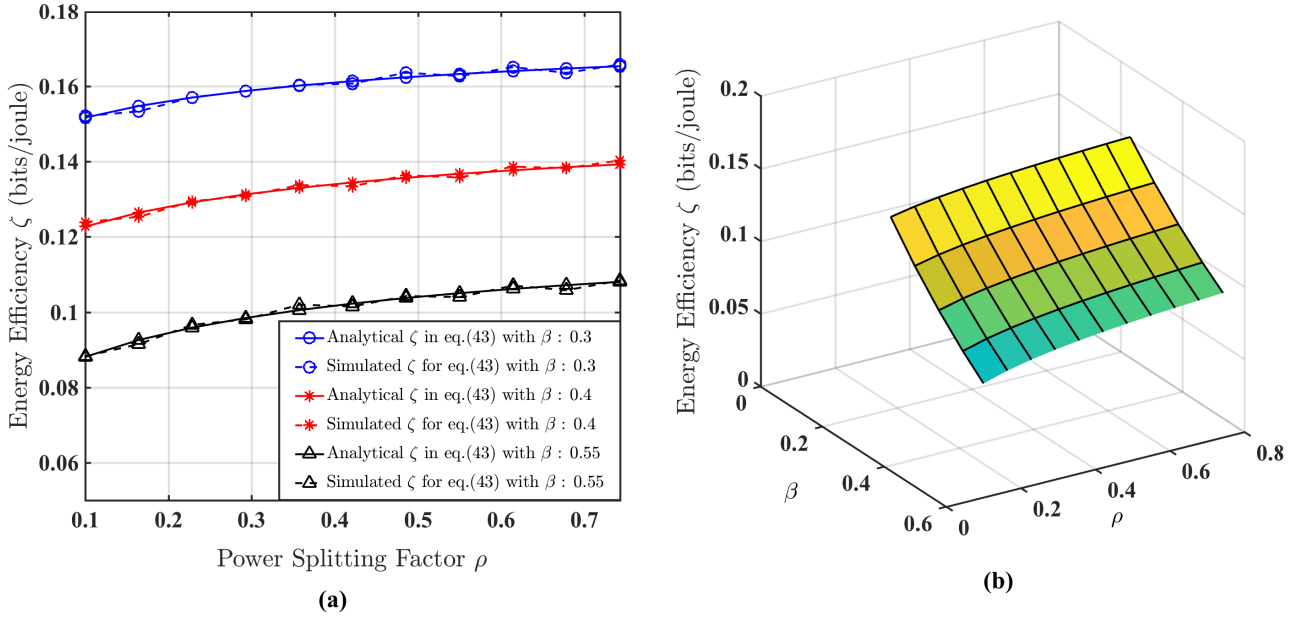 0.18
0.16
0.14
0.12
0.1
0.08
0.06
Energy Efficiency ζ (bits/joule)
Analytical ζ in eq.(43) with β : 0.3
Simulated ζ for eq.(43) with β : 0.3
Analytical ζ in eq.(43) with β : 0.4
Simulated ζ for eq.(43) with β : 0.4
Analytical ζ in eq.(43) with β : 0.55
Simulated ζ for eq.(43) with β : 0.55
0.1 0.2 0.3 0.4 0.5 0.6 0.7
Power Splitting Factor ρ
(a)
0.2
0.15
0.1
0.05
0
Energy Efficiency ζ (bits/joule)
0
0.2
0.4
0.6
β
0
0.2
0.4
0.6
0.8
ρ
(b)